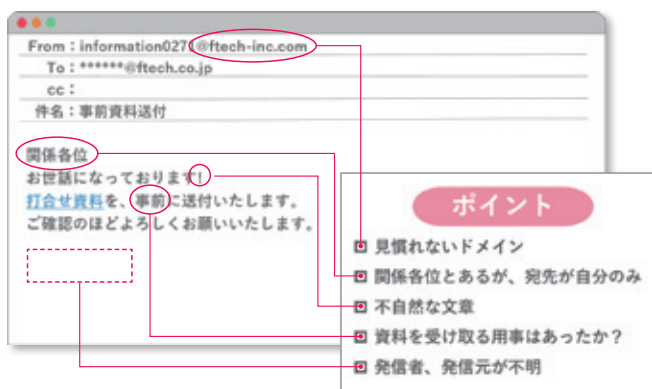 From：information0271@ftech-inc.com
To：******@ftech.co.jp
cc：
件名：事前資料送付
関係各位
お世話になっております!
打合せ資料を、事前に送付いたします。
ご確認のほどよろしくお願いいたします。
ポイント
見慣れないドメイン
関係各位とあるが、宛先が自分のみ
不自然な文章
資料を受け取る用事はあったか？
発信者、発信元が不明